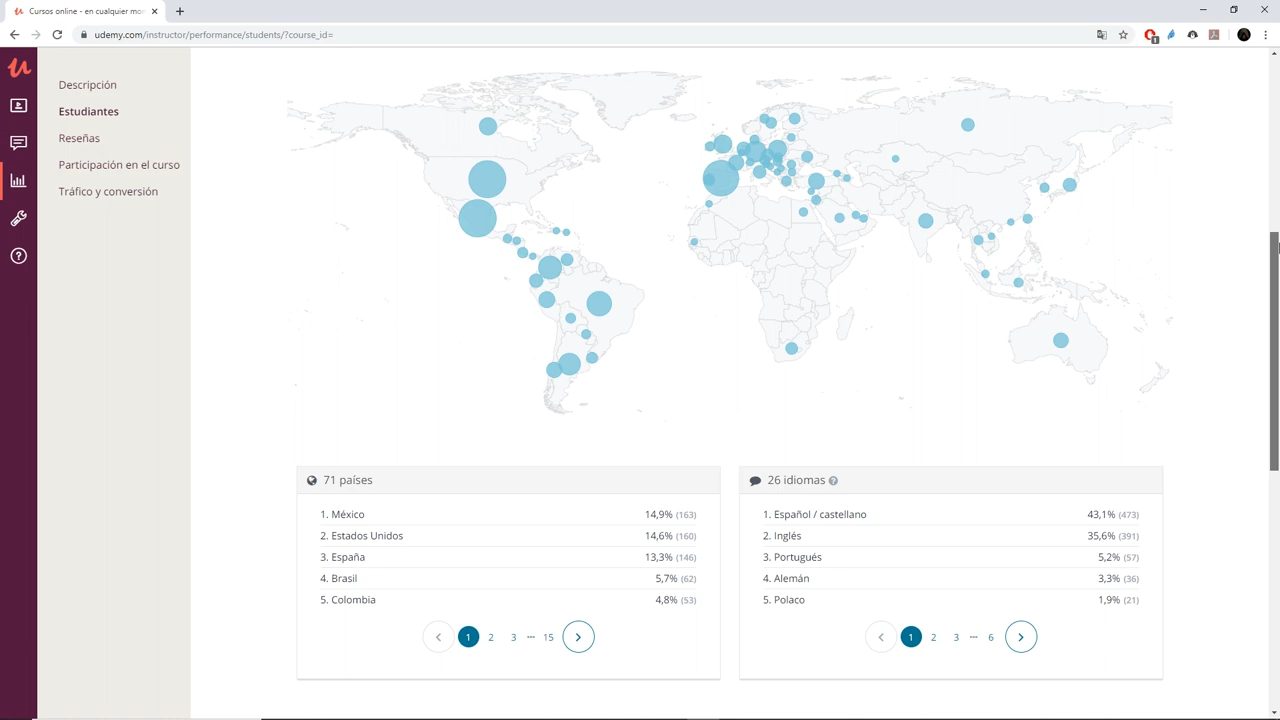 Cursos online - en cualquier mo
udemy.com/instructor/performance/students/?course_id=
1
Descripción
Estudiantes
Reseñas
Participación en el curso
Tráfico y conversión
71 países
1. México 14,9% (163)
2. Estados Unidos 14,6% (160)
3. España 13,3% (146)
4. Brasil 5,7% (62)
5. Colombia 4,8% (53)
1 2 3 ··· 15
26 idiomas ?
1. Español / castellano 43,1% (473)
2. Inglés 35,6% (391)
3. Portugués 5,2% (57)
4. Alemán 3,3% (36)
5. Polaco 1,9% (21)
1 2 3 ··· 6